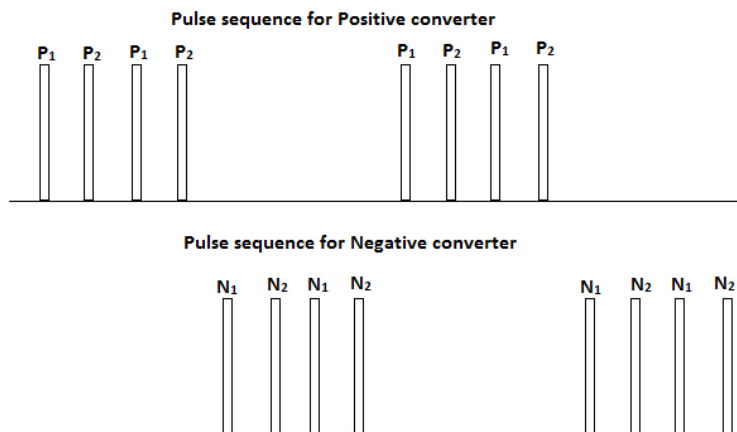 Pulse sequence for Positive converter
P₁ P₂ P₁ P₂ P₁ P₂ P₁ P₂
Pulse sequence for Negative converter
N₁ N₂ N₁ N₂ N₁ N₂ N₁ N₂